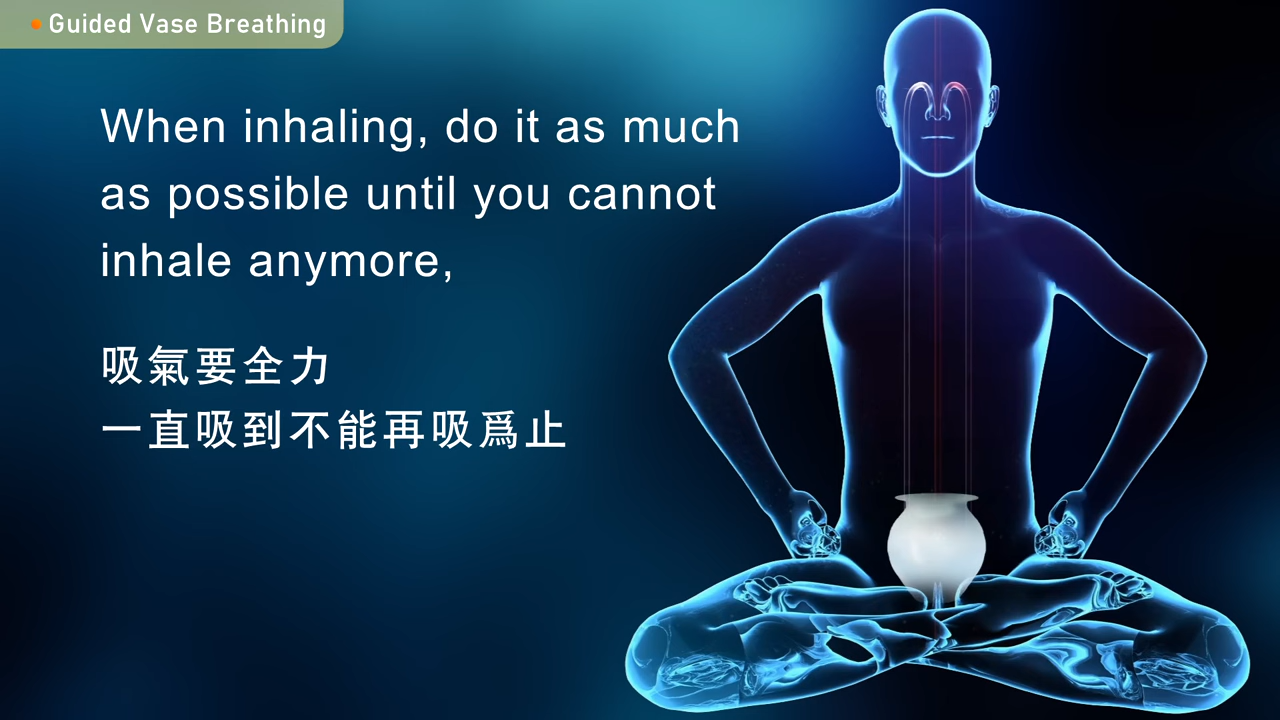 Guided Vase Breathing
When inhaling, do it as much
as possible until you cannot
inhale anymore,
吸氣要全力
一直吸到不能再吸爲止